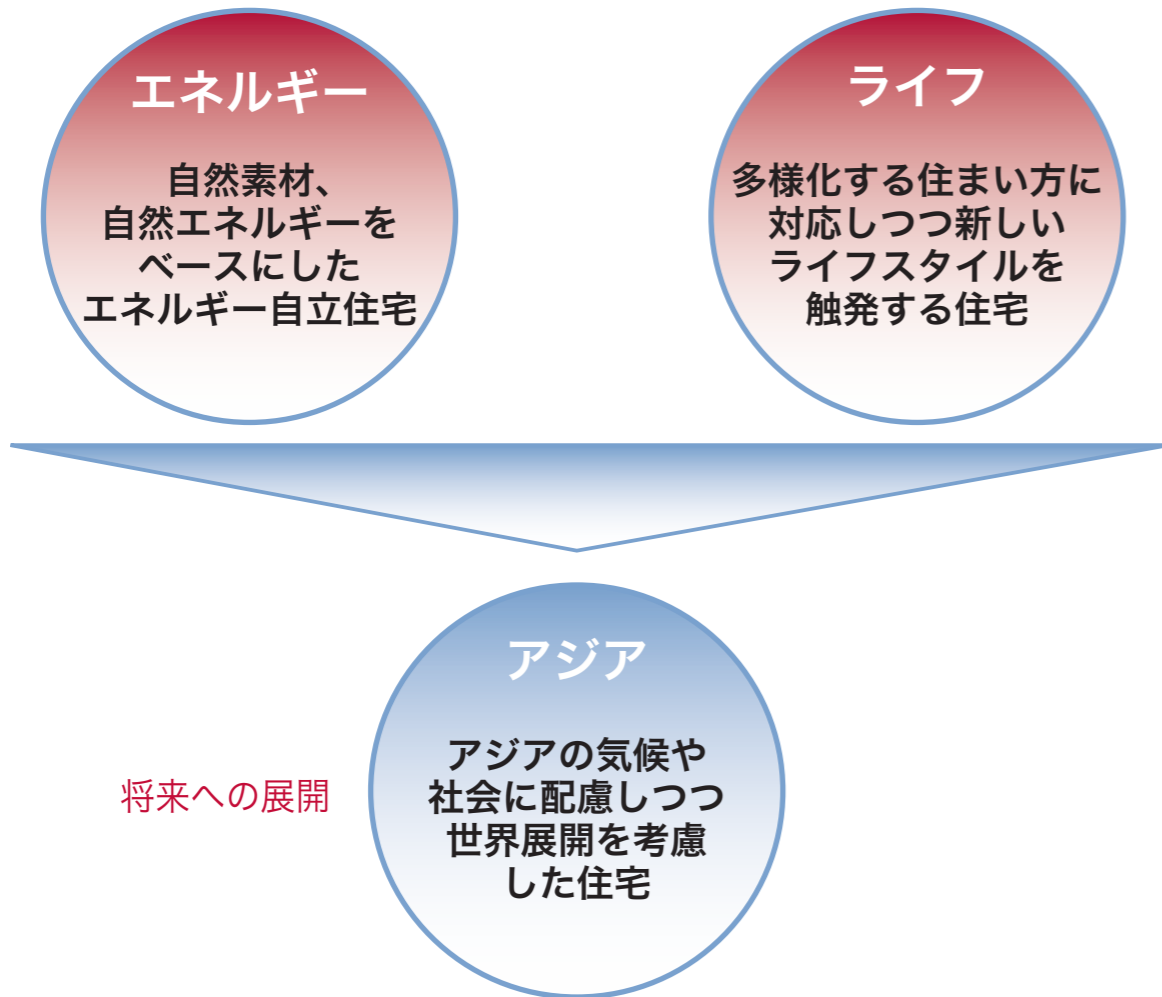 エネルギー
自然素材、
自然エネルギーを
ベースにした
エネルギー自立住宅
ライフ
多様化する住まい方に
対応しつつ新しい
ライフスタイルを
触発する住宅
アジア
アジアの気候や
社会に配慮しつつ
世界展開を考慮
した住宅
将来への展開